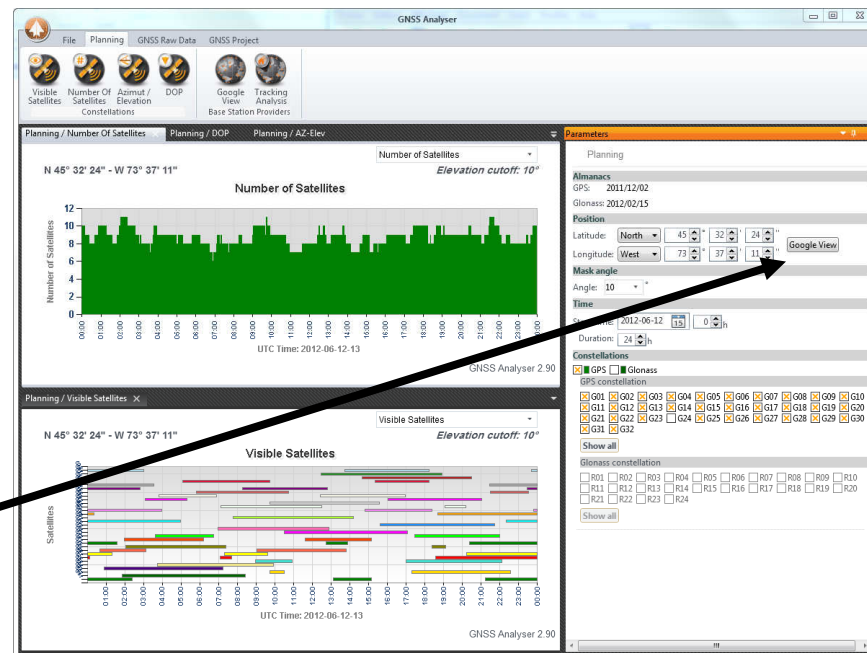 GNSS Analyser
File Planning GNSS Raw Data GNSS Project
Visible Satellites
Number Of Satellites
Azimut / Elevation
DOP
Google View
Tracking Analysis
Constellations
Base Station Providers
Planning / Number Of Satellites Planning / DOP Planning / AZ-Elev
Number of Satellites
N 45° 32' 24" - W 73° 37' 11" Elevation cutoff: 10°
Number of Satellites
Number of Satellites
12
10
8
6
4
2
0
00:00 01:00 02:00 03:00 04:00 05:00 06:00 07:00 08:00 09:00 10:00 11:00 12:00 13:00 14:00 15:00 16:00 17:00 18:00 19:00 20:00 21:00 22:00 23:00 00:00
UTC Time: 2012-06-12-13
GNSS Analyser 2.90
Planning / Visible Satellites
Visible Satellites
N 45° 32' 24" - W 73° 37' 11" Elevation cutoff: 10°
Visible Satellites
Satellites
01:00 02:00 03:00 04:00 05:00 06:00 07:00 08:00 09:00 10:00 11:00 12:00 13:00 14:00 15:00 16:00 17:00 18:00 19:00 20:00 21:00 22:00 23:00 00:00
UTC Time: 2012-06-12-13
GNSS Analyser 2.90
Parameters
Planning
Almanacs
GPS: 2011/12/02
Glonass: 2012/02/15
Position
Latitude: North 45 ° 32 ' 24 "
Google View
Longitude: West 73 ° 37 ' 11 "
Mask angle
Angle: 10 °
Time
2012-06-12 15 0 h
Duration: 24 h
Constellations
GPS Glonass
GPS constellation
G01 G02 G03 G04 G05 G06 G07 G08 G09 G10
G11 G12 G13 G14 G15 G16 G17 G18 G19 G20
G21 G22 G23 G24 G25 G26 G27 G28 G29 G30
G31 G32
Show all
Glonass constellation
R01 R02 R03 R04 R05 R06 R07 R08 R09 R10
R11 R12 R13 R14 R15 R16 R17 R18 R19 R20
R21 R22 R23 R24
Show all